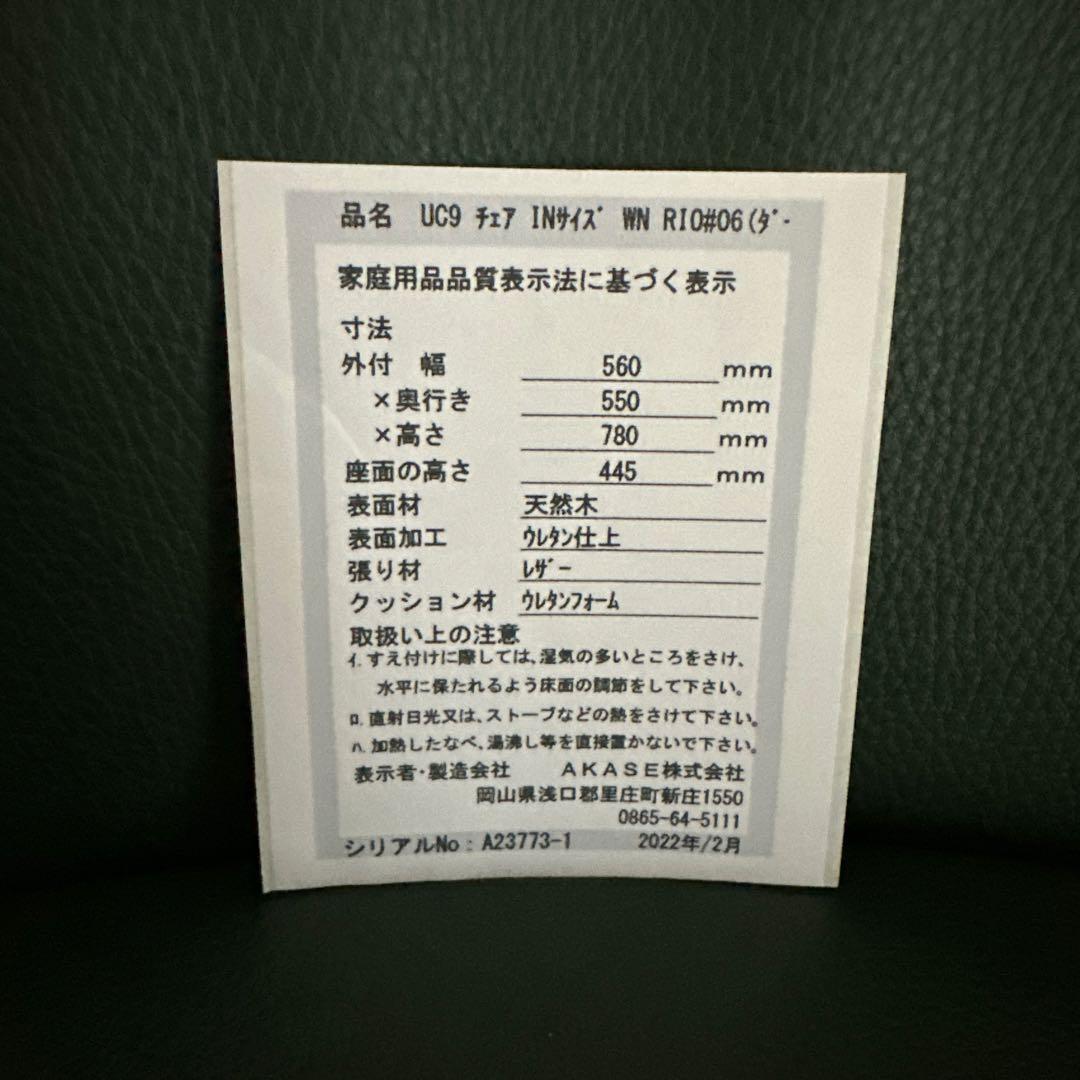 品名　UC9 ﾁｪｱ INｻｲｽﾞ WN RIO#06(ﾀﾞ-
家庭用品品質表示法に基づく表示
寸法
外付　幅　560 mm
×奥行き　550 mm
×高さ　780 mm
座面の高さ　445 mm
表面材　天然木
表面加工　ｳﾚﾀﾝ仕上
張り材　ﾚｻﾞｰ
クッション材　ｳﾚﾀﾝﾌｫｰﾑ
取扱い上の注意
ｲ. すえ付けに際しては、湿気の多いところをさけ、
水平に保たれるよう床面の調節をして下さい。
ﾛ. 直射日光又は、ストーブなどの熱をさけて下さい。
ﾊ. 加熱したなべ、湯沸し等を直接置かないで下さい。
表示者・製造会社　ＡＫＡＳＥ株式会社
岡山県浅口郡里庄町新庄1550
0865-64-5111
シリアルNo：A23773-1　2022年/2月